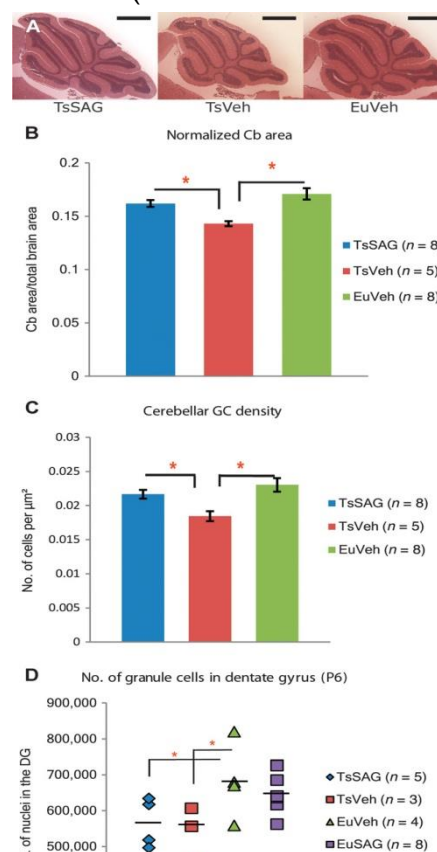 A
TsSAG TsVeh EuVeh
B Normalized Cb area
Cb area/total brain area
0.2
0.15
0.1
0.05
0
* *
TsSAG (n = 8)
TsVeh (n = 5)
EuVeh (n = 8)
C Cerebellar GC density
No. of cells per µm²
0.03
0.025
0.02
0.015
0.01
0.005
0
* *
TsSAG (n = 8)
TsVeh (n = 5)
EuVeh (n = 8)
D No. of granule cells in dentate gyrus (P6)
of nuclei in the DG
900,000
800,000
700,000
600,000
500,000
* *
TsSAG (n = 5)
TsVeh (n = 3)
EuVeh (n = 4)
EuSAG (n = 8)